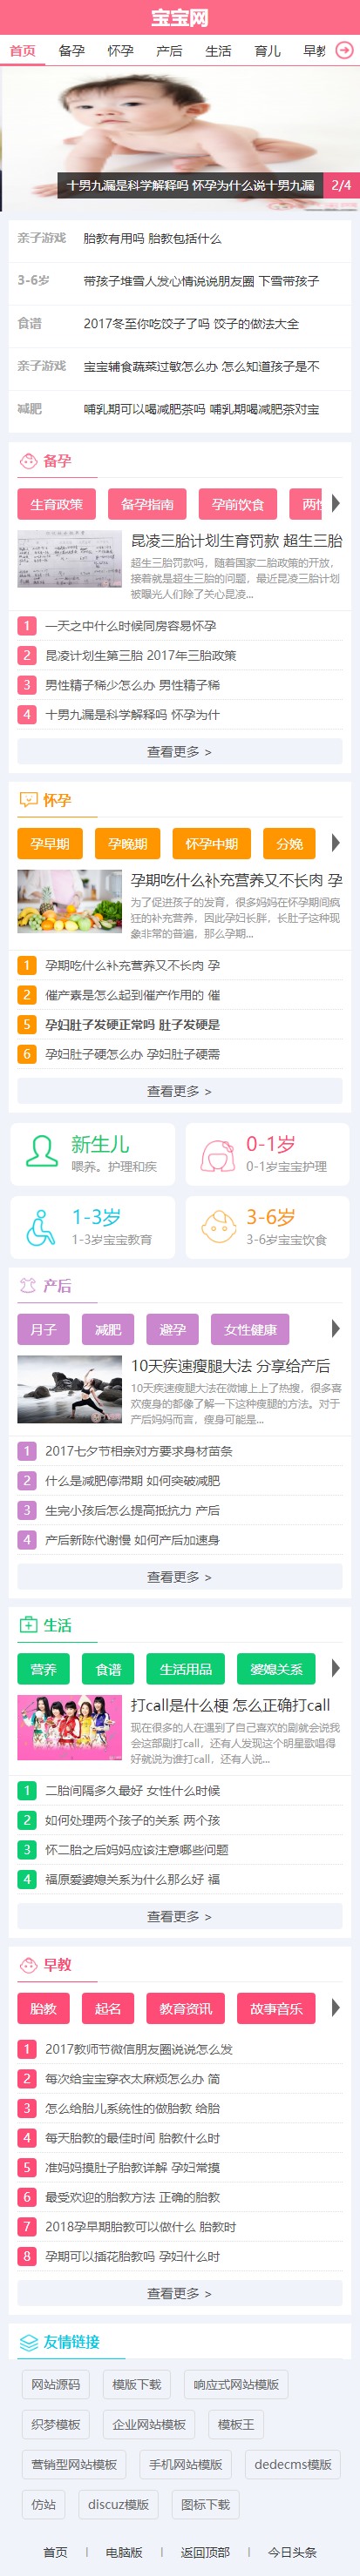 宝宝网
首页 备孕 怀孕 产后 生活 育儿 早教
十男九漏是科学解释吗 怀孕为什么说十男九漏 2/4
亲子游戏 胎教有用吗 胎教包括什么
3-6岁 带孩子堆雪人发心情说说朋友圈 下雪带孩子
食谱 2017冬至你吃饺子了吗 饺子的做法大全
亲子游戏 宝宝辅食蔬菜过敏怎么办 怎么知道孩子是不
减肥 哺乳期可以喝减肥茶吗 哺乳期喝减肥茶对宝
备孕
生育政策 备孕指南 孕前饮食 两性
昆凌三胎计划生育罚款 超生三胎
超生三胎罚款吗，随着国家二胎政策的开放，
接着就是超生三胎的问题，最近昆凌三胎计划
被曝光人们除了关心昆凌...
1 一天之中什么时候同房容易怀孕
2 昆凌计划生第三胎 2017年三胎政策
3 男性精子稀少怎么办 男性精子稀
4 十男九漏是科学解释吗 怀孕为什
查看更多 >
怀孕
孕早期 孕晚期 怀孕中期 分娩
孕期吃什么补充营养又不长肉 孕
为了促进孩子的发育，很多妈妈在怀孕期间疯
狂的补充营养，因此孕妇长胖，长肚子这种现
象非常的普遍，那么孕期...
1 孕期吃什么补充营养又不长肉 孕
2 催产素是怎么起到催产作用的 催
5 孕妇肚子发硬正常吗 肚子发硬是
6 孕妇肚子硬怎么办 孕妇肚子硬需
查看更多 >
新生儿
喂养。护理和疾
0-1岁
0-1岁宝宝护理
1-3岁
1-3岁宝宝教育
3-6岁
3-6岁宝宝饮食
产后
月子 减肥 避孕 女性健康
10天疾速瘦腿大法 分享给产后
10天疾速瘦腿大法在微博上上了热搜，很多喜
欢瘦身的都像了解一下这种瘦腿的方法。对于
产后妈妈而言，瘦身可能是...
1 2017七夕节相亲对方要求身材苗条
2 什么是减肥停滞期 如何突破减肥
3 生完小孩后怎么提高抵抗力 产后
4 产后新陈代谢慢 如何产后加速身
查看更多 >
生活
营养 食谱 生活用品 婆媳关系
打call是什么梗 怎么正确打call
现在很多的人在遇到了自己喜欢的剧就会说我
会这部剧打call，还有人发现这个明星歌唱得
好就说为谁打call，还有人说...
1 二胎间隔多久最好 女性什么时候
2 如何处理两个孩子的关系 两个孩
3 怀二胎之后妈妈应该注意哪些问题
4 福原爱婆媳关系为什么那么好 福
查看更多 >
早教
胎教 起名 教育资讯 故事音乐
1 2017教师节微信朋友圈说说怎么发
2 每次给宝宝穿衣太麻烦怎么办 简
3 怎么给胎儿系统性的做胎教 给胎
4 每天胎教的最佳时间 胎教什么时
5 准妈妈摸肚子胎教详解 孕妇常摸
6 最受欢迎的胎教方法 正确的胎教
7 2018孕早期胎教可以做什么 胎教时
8 孕期可以插花胎教吗 孕妇什么时
查看更多 >
友情链接
网站源码 模版下载 响应式网站模版
织梦模板 企业网站模板 模板王
营销型网站模板 手机网站模版 dedecms模版
仿站 discuz模版 图标下载
首页 | 电脑版 | 返回顶部 | 今日头条